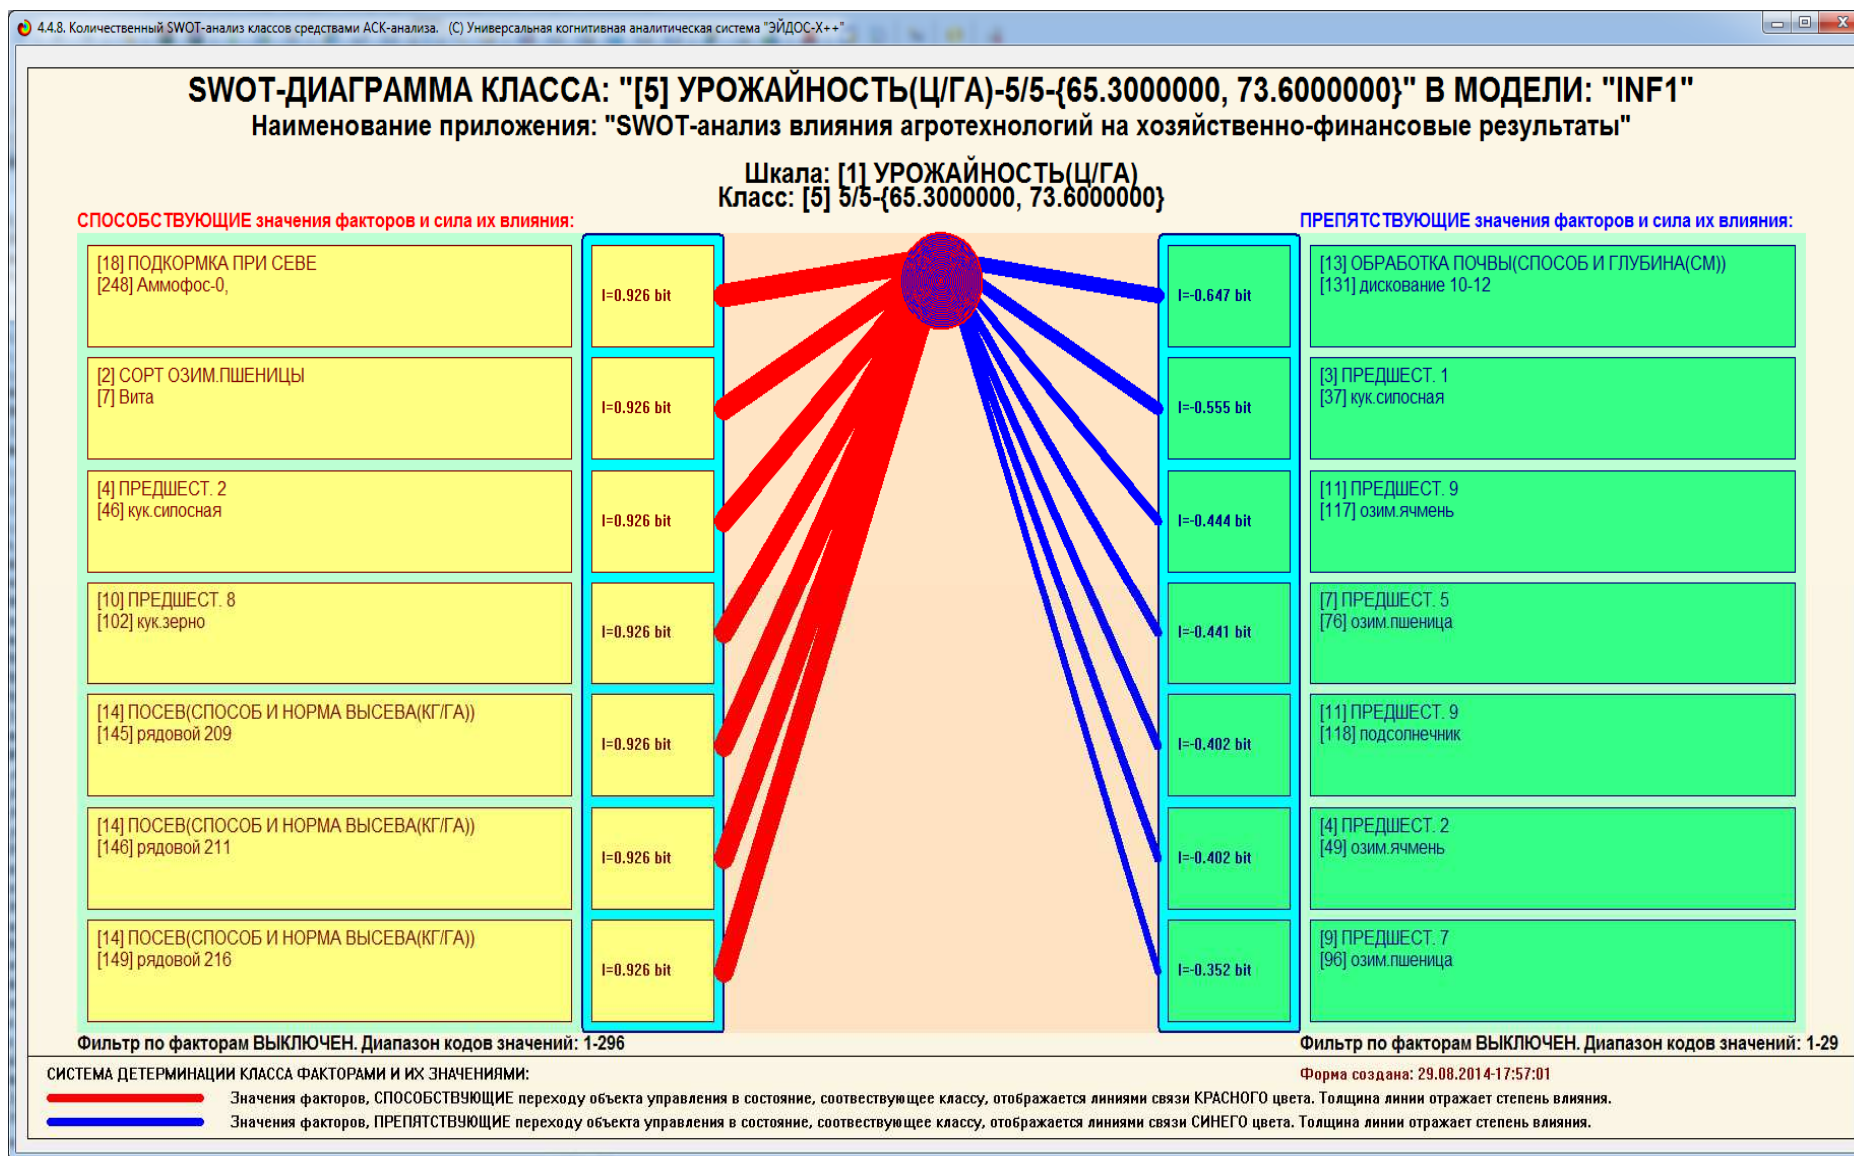 4.4.8. Количественный SWOT-анализ классов средствами АСК-анализа. (C) Универсальная когнитивная аналитическая система "ЭЙДОС-X++"
SWOT-ДИАГРАММА КЛАССА: "[5] УРОЖАЙНОСТЬ(Ц/ГА)-5/5-{65.3000000, 73.6000000}" В МОДЕЛИ: "INF1"
Наименование приложения: "SWOT-анализ влияния агротехнологий на хозяйственно-финансовые результаты"
Шкала: [1] УРОЖАЙНОСТЬ(Ц/ГА)
Класс: [5] 5/5-{65.3000000, 73.6000000}
СПОСОБСТВУЮЩИЕ значения факторов и сила их влияния:
[18] ПОДКОРМКА ПРИ СЕВЕ
[248] Аммофос-0,
I=0.926 bit
[2] СОРТ ОЗИМ.ПШЕНИЦЫ
[7] Вита
I=0.926 bit
[4] ПРЕДШЕСТ. 2
[46] кук.силосная
I=0.926 bit
[10] ПРЕДШЕСТ. 8
[102] кук.зерно
I=0.926 bit
[14] ПОСЕВ(СПОСОБ И НОРМА ВЫСЕВА(КГ/ГА))
[145] рядовой 209
I=0.926 bit
[14] ПОСЕВ(СПОСОБ И НОРМА ВЫСЕВА(КГ/ГА))
[146] рядовой 211
I=0.926 bit
[14] ПОСЕВ(СПОСОБ И НОРМА ВЫСЕВА(КГ/ГА))
[149] рядовой 216
I=0.926 bit
Фильтр по факторам ВЫКЛЮЧЕН. Диапазон кодов значений: 1-296
ПРЕПЯТСТВУЮЩИЕ значения факторов и сила их влияния:
I=-0.647 bit
[13] ОБРАБОТКА ПОЧВЫ(СПОСОБ И ГЛУБИНА(СМ))
[131] дискование 10-12
I=-0.555 bit
[3] ПРЕДШЕСТ. 1
[37] кук.силосная
I=-0.444 bit
[11] ПРЕДШЕСТ. 9
[117] озим.ячмень
I=-0.441 bit
[7] ПРЕДШЕСТ. 5
[76] озим.пшеница
I=-0.402 bit
[11] ПРЕДШЕСТ. 9
[118] подсолнечник
I=-0.402 bit
[4] ПРЕДШЕСТ. 2
[49] озим.ячмень
I=-0.352 bit
[9] ПРЕДШЕСТ. 7
[96] озим.пшеница
Фильтр по факторам ВЫКЛЮЧЕН. Диапазон кодов значений: 1-29
СИСТЕМА ДЕТЕРМИНАЦИИ КЛАССА ФАКТОРАМИ И ИХ ЗНАЧЕНИЯМИ:
Форма создана: 29.08.2014-17:57:01
Значения факторов, СПОСОБСТВУЮЩИЕ переходу объекта управления в состояние, соотвествующее классу, отображается линиями связи КРАСНОГО цвета. Толщина линии отражает степень влияния.
Значения факторов, ПРЕПЯТСТВУЮЩИЕ переходу объекта управления в состояние, соотвествующее классу, отображается линиями связи СИНЕГО цвета. Толщина линии отражает степень влияния.